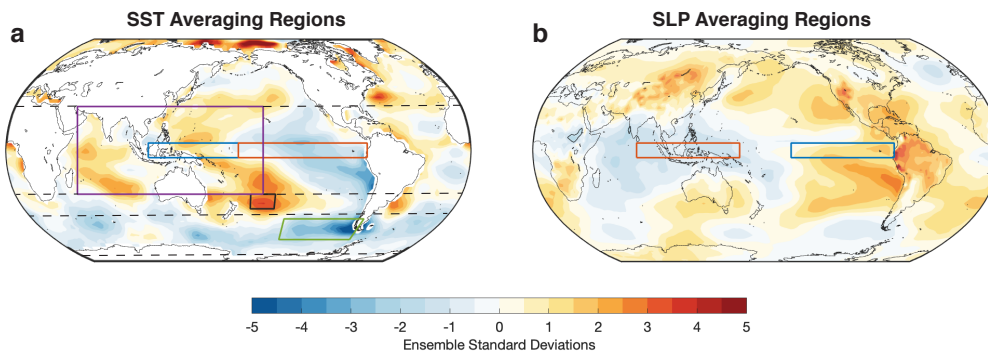 SST Averaging Regions
SLP Averaging Regions
a
b
-5 -4 -3 -2 -1 0 1 2 3 4 5
Ensemble Standard Deviations